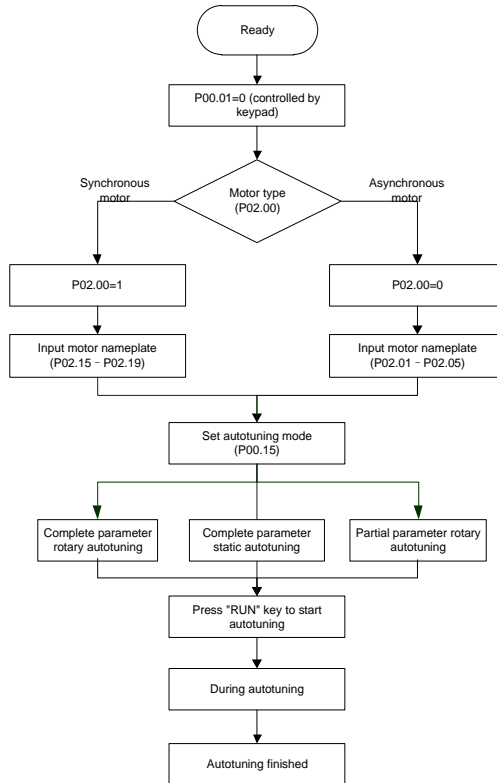 Ready
P00.01=0 (controlled by
keypad)
Synchronous
motor
Motor type
(P02.00)
Asynchronous
motor
P02.00=1
P02.00=0
Input motor nameplate
(P02.15﹣P02.19)
Input motor nameplate
(P02.01﹣P02.05)
Set autotuning mode
(P00.15)
Complete parameter
rotary autotuning
Complete parameter
static autotuning
Partial parameter rotary
autotuning
Press "RUN" key to start
autotuning
During autotuning
Autotuning finished